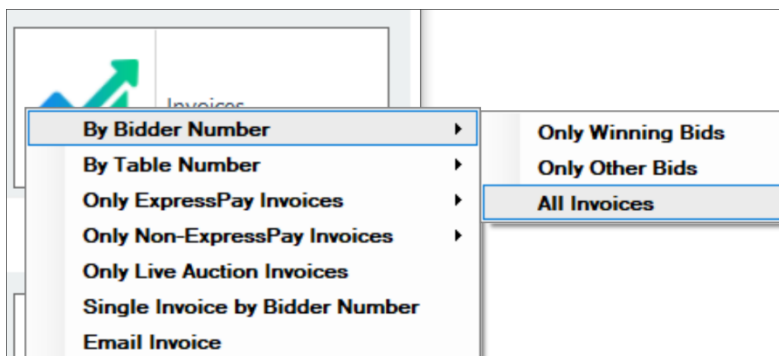 Invoices
By Bidder Number
By Table Number
Only ExpressPay Invoices
Only Non-ExpressPay Invoices
Only Live Auction Invoices
Single Invoice by Bidder Number
Email Invoice
Only Winning Bids
Only Other Bids
All Invoices